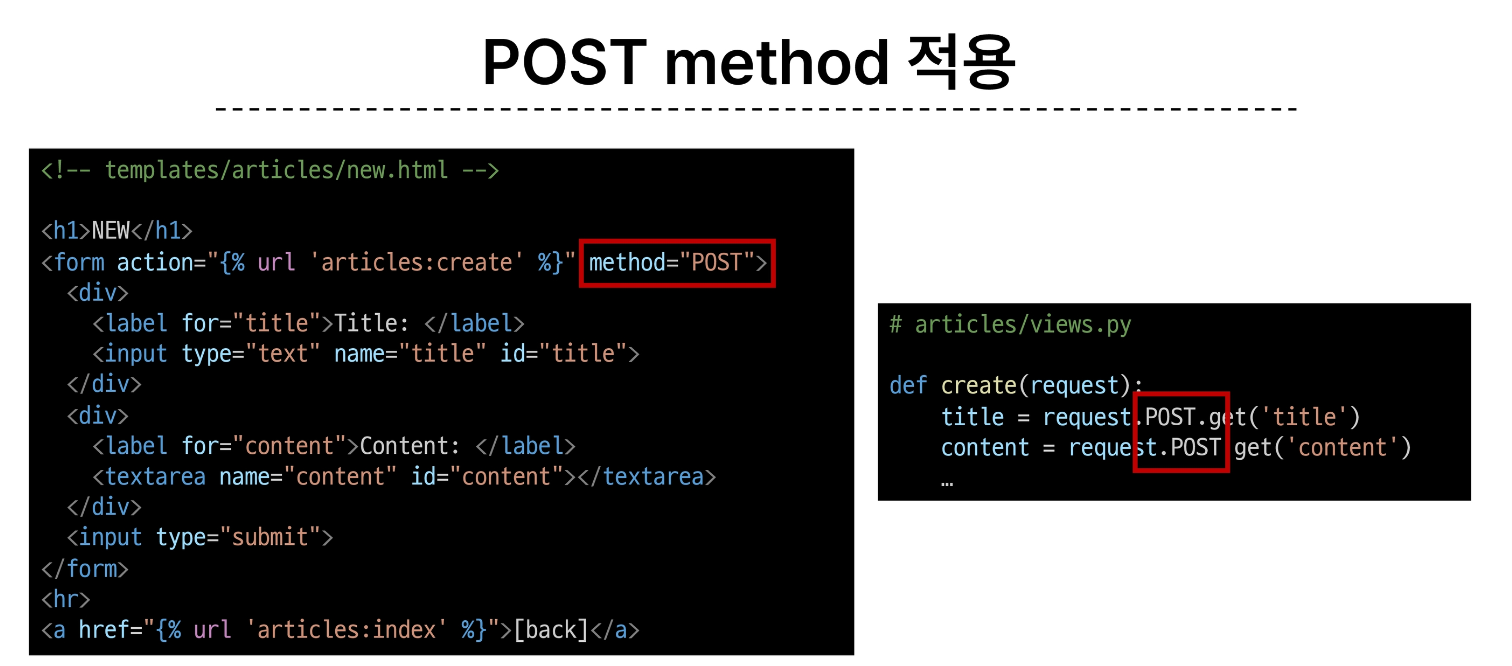 POST method 적용
<!-- templates/articles/new.html -->
<h1>NEW</h1>
<form action="{% url 'articles:create' %}" method="POST">
<div>
<label for="title">Title: </label>
<input type="text" name="title" id="title">
</div>
<div>
<label for="content">Content: </label>
<textarea name="content" id="content"></textarea>
</div>
<input type="submit">
</form>
<hr>
<a href="{% url 'articles:index' %}">[back]</a>
# articles/views.py
def create(request):
title = request.POST.get('title')
content = request.POST.get('content')
…